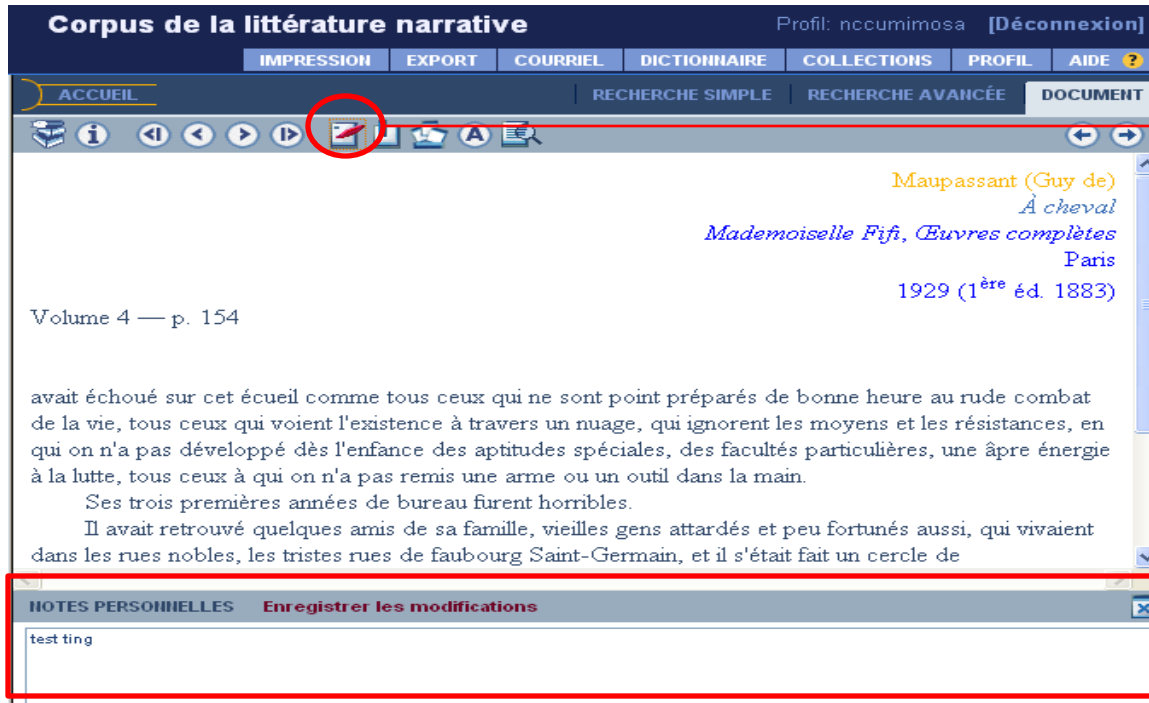 Corpus de la littérature narrative
Profil: nccumimosa [Déconnexion]
IMPRESSION EXPORT COURRIEL DICTIONNAIRE COLLECTIONS PROFIL AIDE ?
ACCUEIL RECHERCHE SIMPLE RECHERCHE AVANCÉE DOCUMENT
i A
Maupassant (Guy de)
À cheval
Mademoiselle Fifi, Œuvres complètes
Paris
1929 (1ère éd. 1883)
Volume 4 — p. 154
avait échoué sur cet écueil comme tous ceux qui ne sont point préparés de bonne heure au rude combat
de la vie, tous ceux qui voient l'existence à travers un nuage, qui ignorent les moyens et les résistances, en
qui on n'a pas développé dès l'enfance des aptitudes spéciales, des facultés particulières, une âpre énergie
à la lutte, tous ceux à qui on n'a pas remis une arme ou un outil dans la main.
Ses trois premières années de bureau furent horribles.
Il avait retrouvé quelques amis de sa famille, vieilles gens attardés et peu fortunés aussi, qui vivaient
dans les rues nobles, les tristes rues de faubourg Saint-Germain, et il s'était fait un cercle de
NOTES PERSONNELLES Enregistrer les modifications
test ting